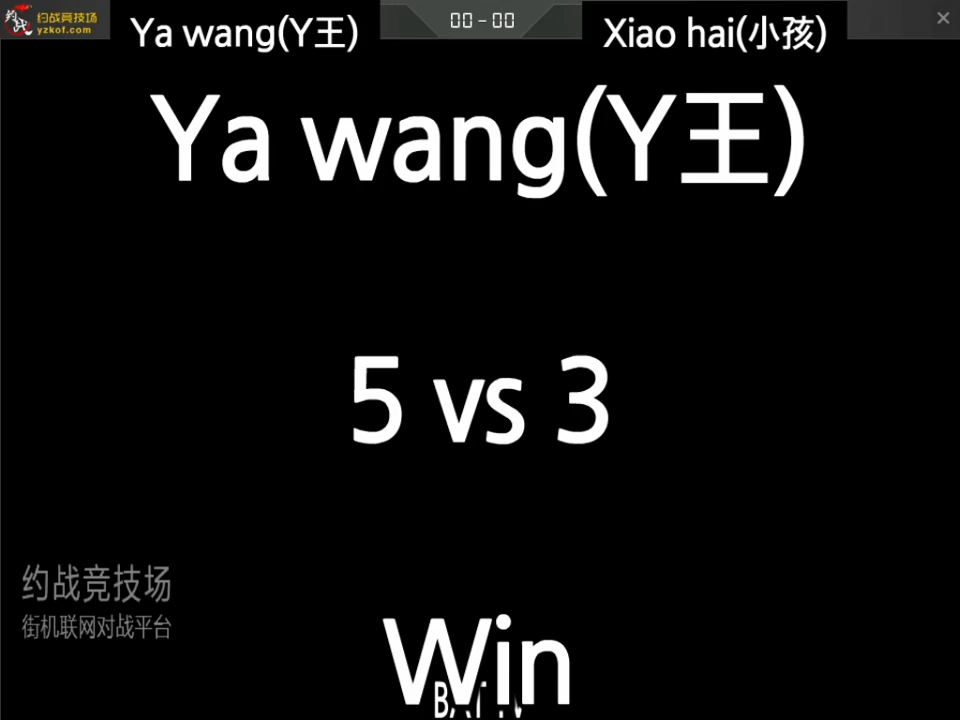 约战竞技场
yzkof.com
Ya wang(Y王)
00-00
Xiao hai(小孩)
Ya wang(Y王)
5 vs 3
约战竞技场
街机联网对战平台
Win